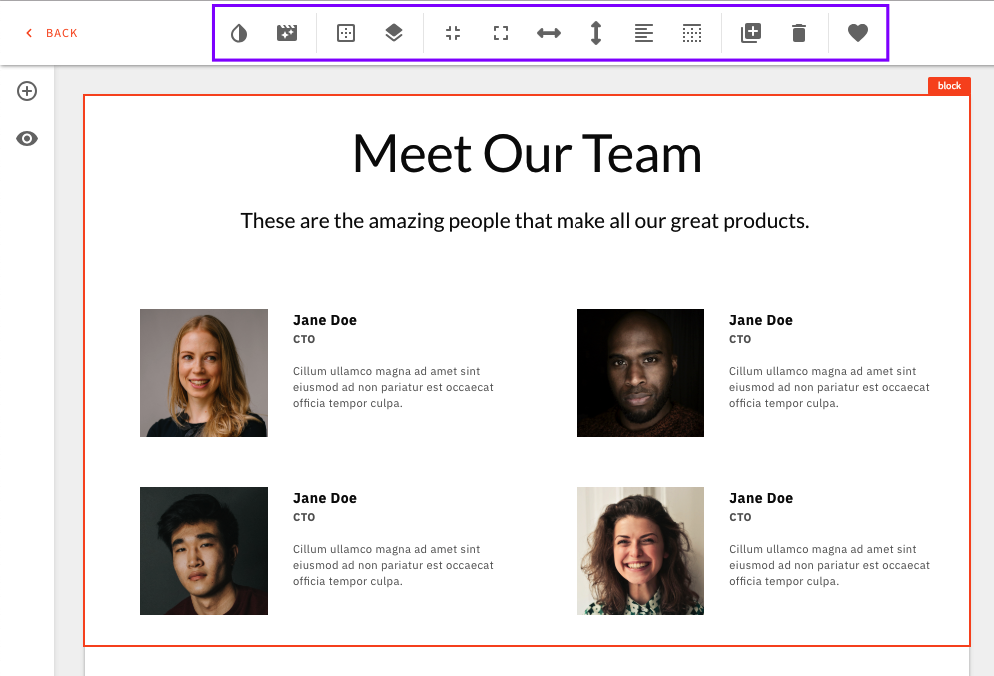 BACK
block
Meet Our Team
These are the amazing people that make all our great products.
Jane Doe
CTO
Cillum ullamco magna ad amet sint
eiusmod ad non pariatur est occaecat
officia tempor culpa.
Jane Doe
CTO
Cillum ullamco magna ad amet sint
eiusmod ad non pariatur est occaecat
officia tempor culpa.
Jane Doe
CTO
Cillum ullamco magna ad amet sint
eiusmod ad non pariatur est occaecat
officia tempor culpa.
Jane Doe
CTO
Cillum ullamco magna ad amet sint
eiusmod ad non pariatur est occaecat
officia tempor culpa.